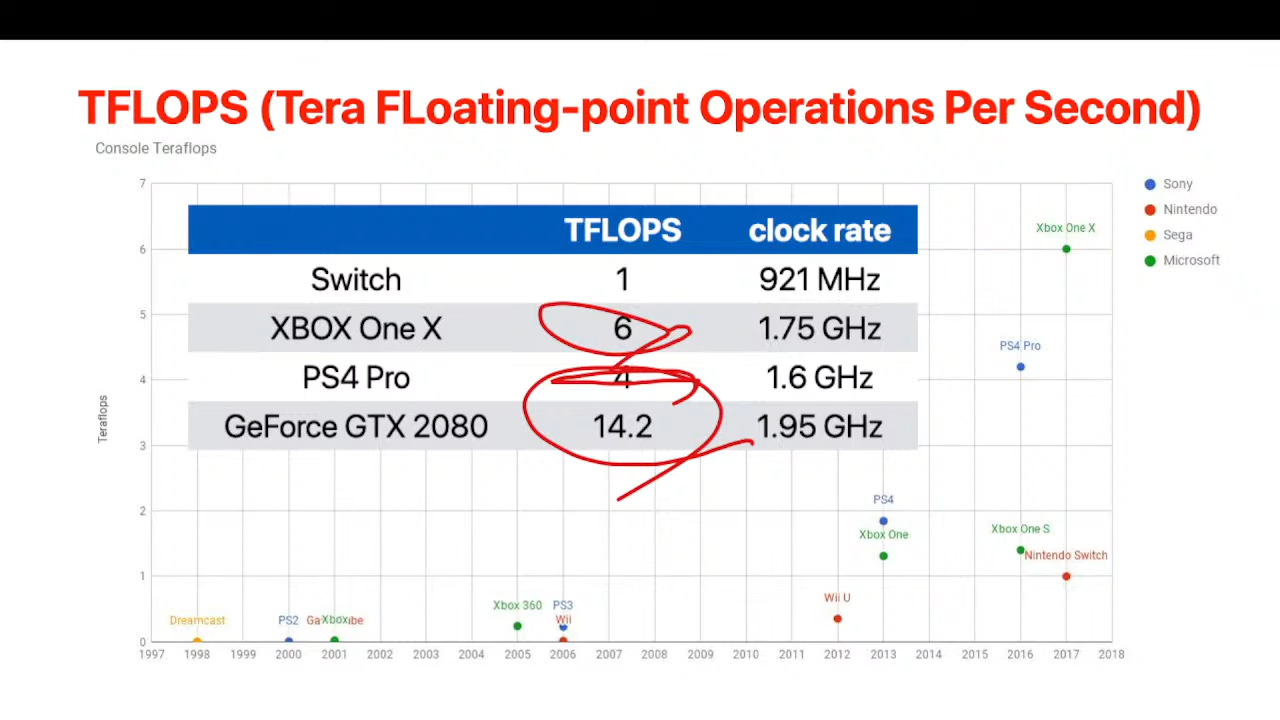 TFLOPS (Tera FLoating-point Operations Per Second)
Console Teraflops
Sony
Nintendo
Sega
Microsoft
TFLOPS clock rate
Switch 1 921 MHz
XBOX One X 6 1.75 GHz
PS4 Pro 4 1.6 GHz
GeForce GTX 2080 14.2 1.95 GHz
Teraflops
7
6
5
4
3
2
1
0
Xbox One X
PS4 Pro
PS4
Xbox One
Xbox One S
Nintendo Switch
Wii U
Xbox 360
PS3
Wii
Dreamcast
PS2
Xbox
1997 1998 1999 2000 2001 2002 2003 2004 2005 2006 2007 2008 2009 2010 2011 2012 2013 2014 2015 2016 2017 2018